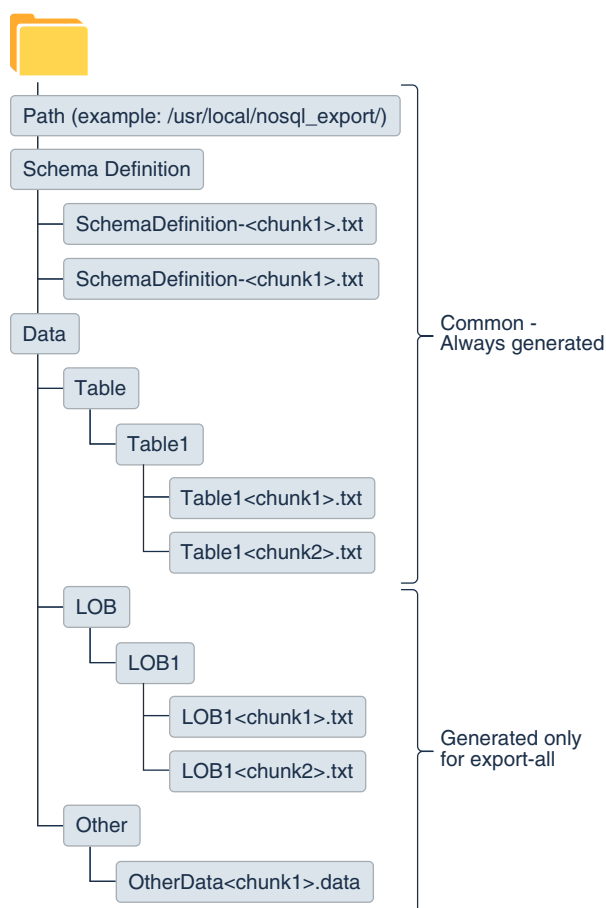 Path (example: /usr/local/nosql_export/)
Schema Definition
SchemaDefinition-<chunk1>.txt
SchemaDefinition-<chunk1>.txt
Data
Table
Table1
Table1<chunk1>.txt
Table1<chunk2>.txt
Common -
Always generated
LOB
LOB1
LOB1<chunk1>.txt
LOB1<chunk2>.txt
Other
OtherData<chunk1>.data
Generated only
for export-all